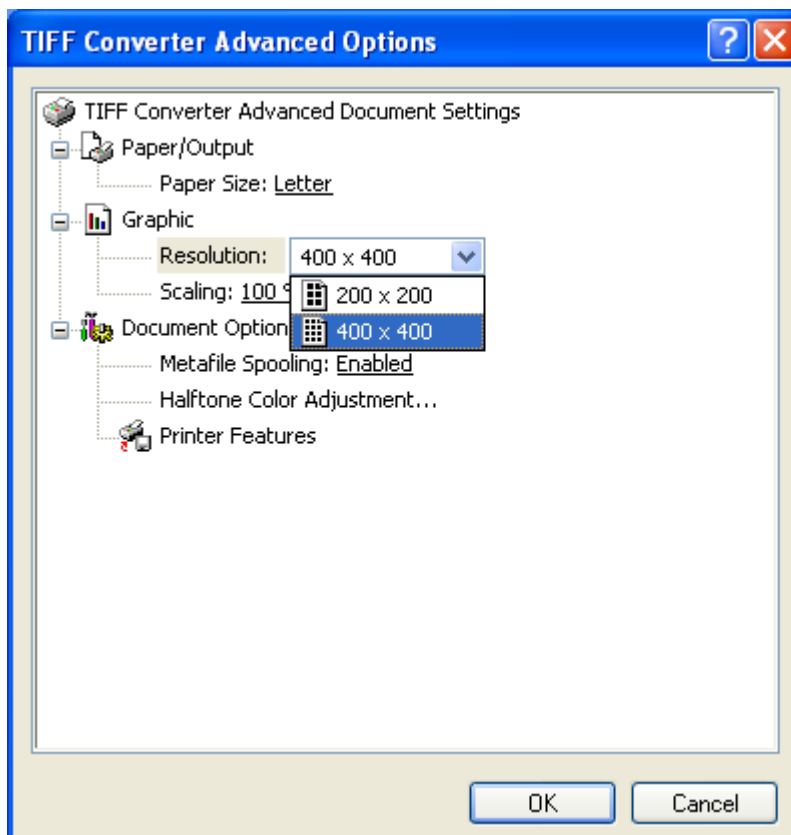 TIFF Converter Advanced Options
TIFF Converter Advanced Document Settings
Paper/Output
Paper Size: Letter
Graphic
Resolution: 400 x 400
Scaling: 100 200 x 200
Document Option 400 x 400
Metafile Spooling: Enabled
Halftone Color Adjustment...
Printer Features
OK Cancel